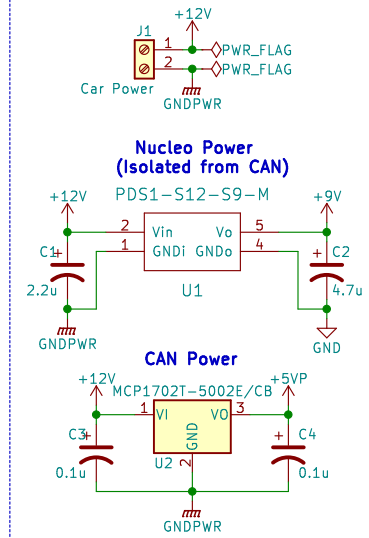 +12V
J1
1
PWR_FLAG
2
PWR_FLAG
Car Power
GNDPWR
Nucleo Power
(Isolated from CAN)
+12V
PDS1-S12-S9-M
+9V
2 Vin Vo 5
C1
1 GNDi GNDo 4
C2
2.2u
4.7u
U1
GNDPWR
GND
CAN Power
+12V
+5VP
MCP1702T-5002E/CB
1 VI VO 3
GND
C3
C4
U2
2
0.1u
0.1u
GNDPWR